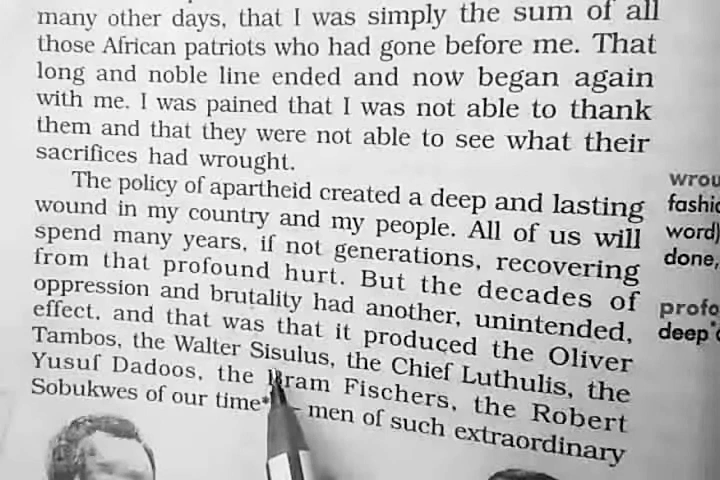 many other days, that I was simply the sum of all
those African patriots who had gone before me. That
long and noble line ended and now began again
with me. I was pained that I was not able to thank
them and that they were not able to see what their
sacrifices had wrought.
The policy of apartheid created a deep and lasting
wound in my country and my people. All of us will
spend many years, if not generations, recovering
from that profound hurt. But the decades of
oppression and brutality had another, unintended,
effect, and that was that it produced the Oliver
Tambos, the Walter Sisulus, the Chief Luthulis, the
Yusuf Dadoos, the Bram Fischers, the Robert
Sobukwes of our time* – men of such extraordinary
wrou
fashio
word)
done,
profo
deep